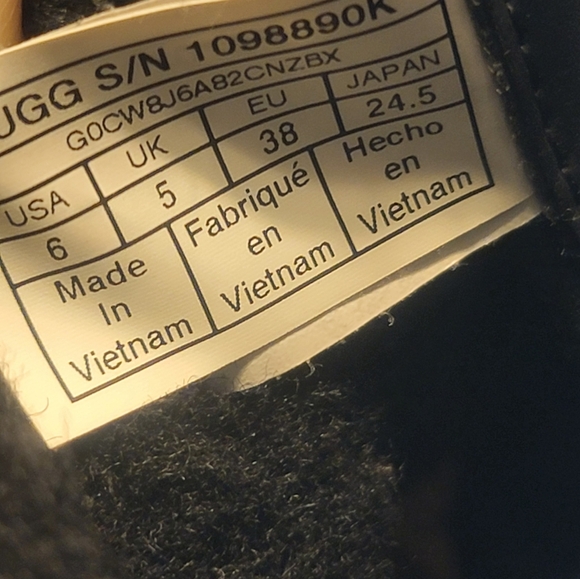 UGG S/N 1098890K
G0CW8J6A82CNZBX
USA UK EU JAPAN
6 5 38 24.5
Made In Vietnam
Fabriqué en Vietnam
Hecho en Vietnam